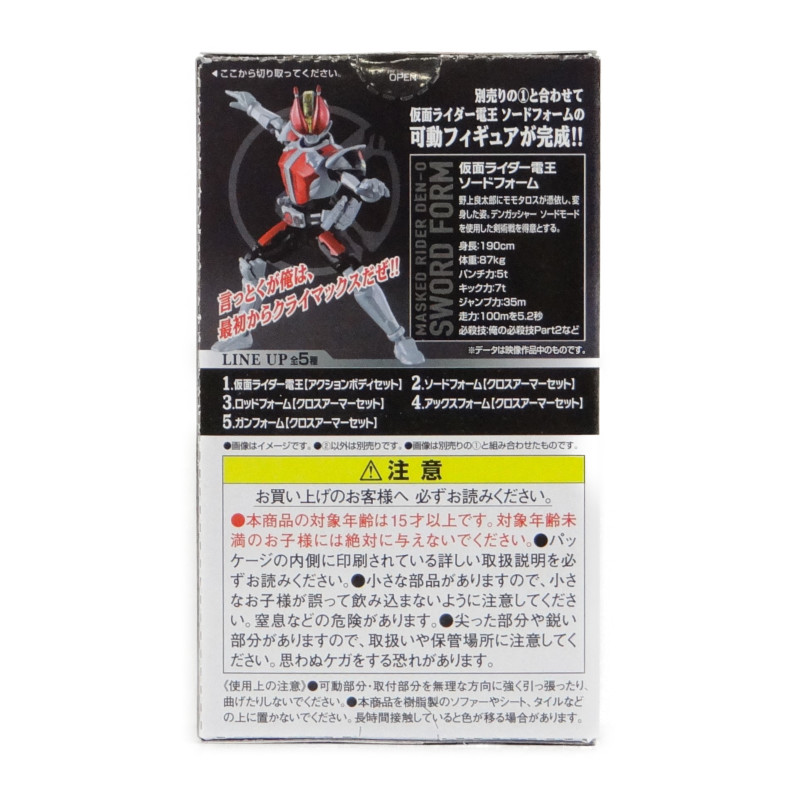 ◀ここから切り取ってください。
OPEN
別売りの①と合わせて
仮面ライダー電王 ソードフォームの
可動フィギュアが完成!!
MASKED RIDER DEN-O
SWORD FORM
仮面ライダー電王
ソードフォーム
野上良太郎にモモタロスが憑依し、変
身した姿。デンガッシャー ソードモード
を使用した剣術戦を得意とする。
身長:190cm
体重:87kg
パンチ力:5t
キック力:7t
ジャンプ力:35m
走力:100mを5.2秒
必殺技:俺の必殺技Part2など
※データは映像作品中のものです。
言っとくが俺は、
最初からクライマックスだぜ!!
LINE UP 全5種
1.仮面ライダー電王【アクションボディセット】 2.ソードフォーム【クロスアーマーセット】
3.ロッドフォーム【クロスアーマーセット】 4.アックスフォーム【クロスアーマーセット】
5.ガンフォーム【クロスアーマーセット】
●画像はイメージです。●②以外は別売りです。●画像は別売りの①と組み合わせたものです。
⚠注意
お買い上げのお客様へ 必ずお読みください。
●本商品の対象年齢は15才以上です。対象年齢未
満のお子様には絶対に与えないでください。●パッ
ケージの内側に印刷されている詳しい取扱説明を必
ずお読みください。●小さな部品がありますので、小さ
なお子様が誤って飲み込まないように注意してくださ
い。窒息などの危険があります。●尖った部分や鋭い
部分がありますので、取扱いや保管場所に注意してく
ださい。思わぬケガをする恐れがあります。
《使用上の注意》●可動部分・取付部分を無理な方向に強く引っ張ったり、
曲げたりしないでください。●本商品を樹脂製のソファーやシート、タイルなど
の上に置かないでください。長時間接触していると色が移る場合があります。